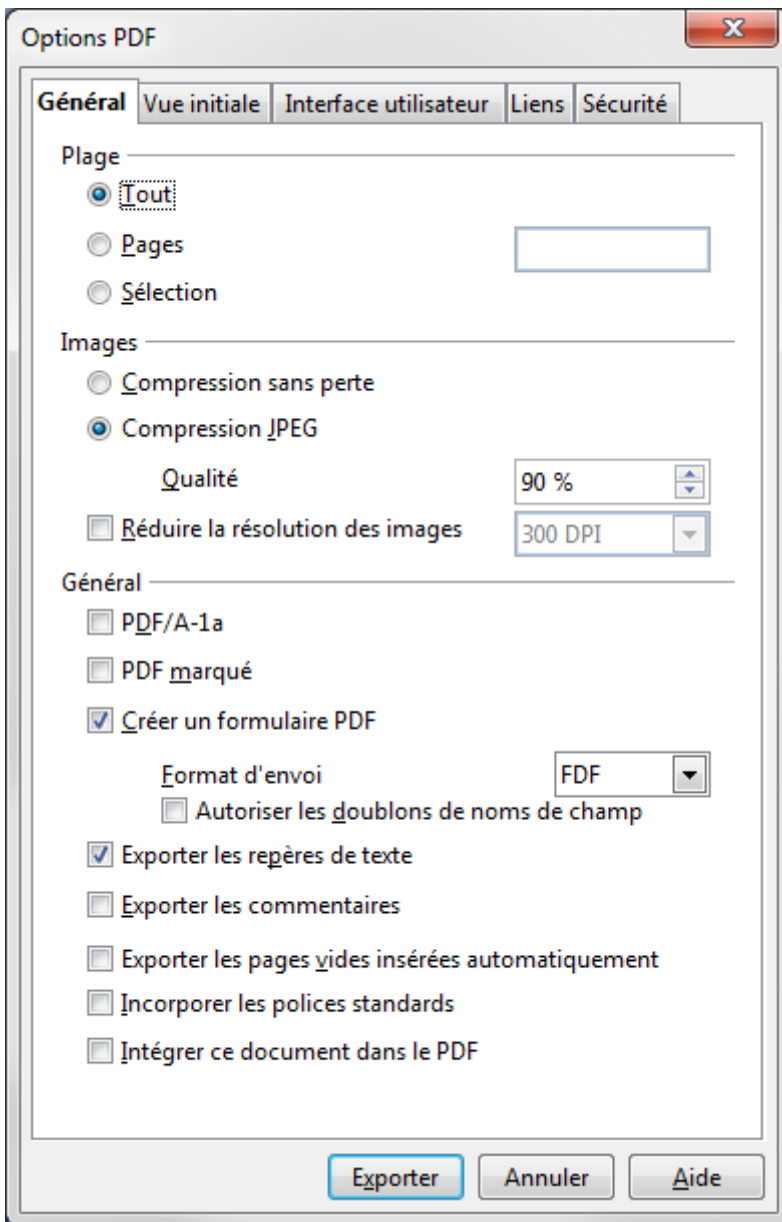 Options PDF
Général Vue initiale Interface utilisateur Liens Sécurité
Plage
Tout
Pages
Sélection
Images
Compression sans perte
Compression JPEG
Qualité 90 %
Réduire la résolution des images 300 DPI
Général
PDF/A-1a
PDF marqué
Créer un formulaire PDF
Format d'envoi FDF
Autoriser les doublons de noms de champ
Exporter les repères de texte
Exporter les commentaires
Exporter les pages vides insérées automatiquement
Incorporer les polices standards
Intégrer ce document dans le PDF
Exporter Annuler Aide